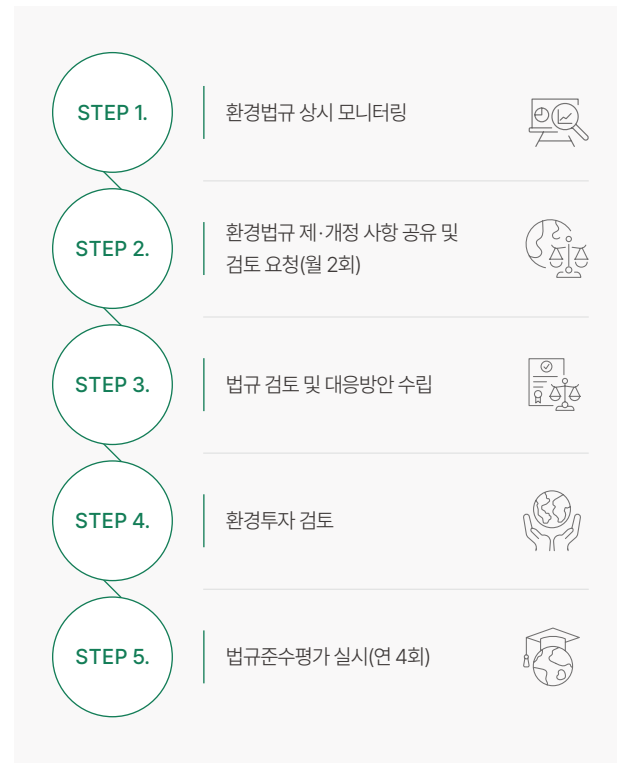 STEP 1.
환경법규 상시 모니터링
STEP 2.
환경법규 제·개정 사항 공유 및
검토 요청(월 2회)
STEP 3.
법규 검토 및 대응방안 수립
STEP 4.
환경투자 검토
STEP 5.
법규준수평가 실시(연 4회)